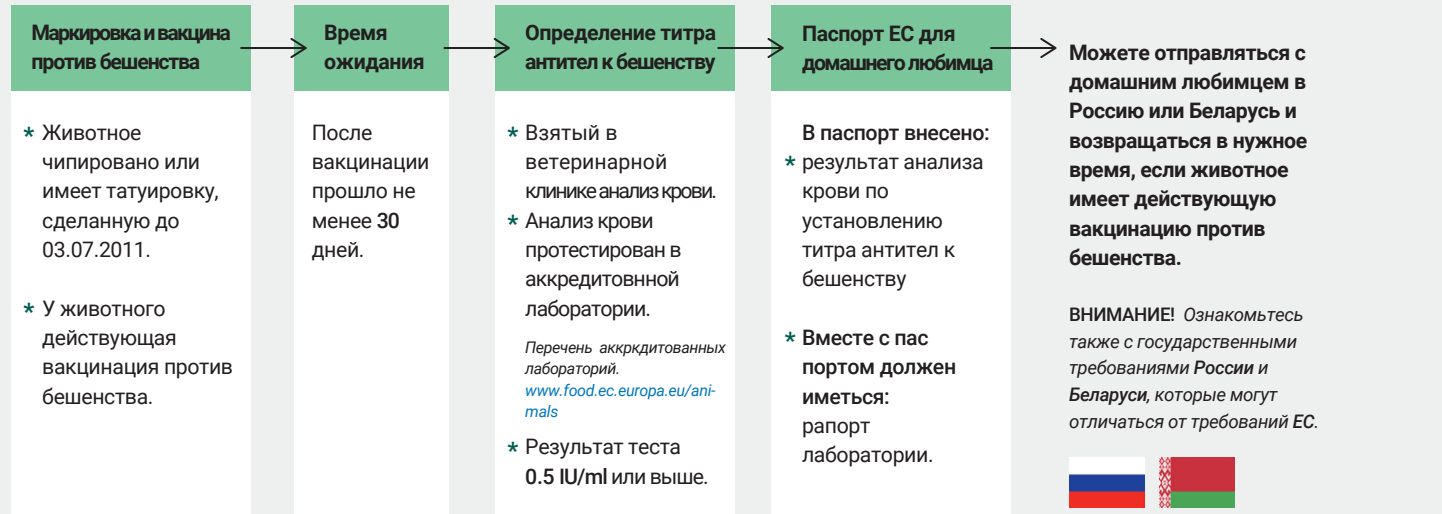 Маркировка и вакцина
против бешенства
* Животное
чипировано или
имеет татуировку,
сделанную до
03.07.2011.
* У животного
действующая
вакцинация против
бешенства.
Время
ожидания
После
вакцинации
прошло не
менее 30
дней.
Определение титра
антител к бешенству
* Взятый в
ветеринарной
клинике анализ крови.
* Анализ крови
протестирован в
аккредитовнной
лаборатории.
Перечень аккркдитованных
лабораторий.
www.food.ec.europa.eu/ani-
mals
* Результат теста
0.5 IU/ml или выше.
Паспорт ЕС для
домашнего любимца
В паспорт внесено:
* результат анализа
крови по
установлению
титра антител к
бешенству
* Вместе с пас
портом должен
иметься:
рапорт
лаборатории.
Можете отправляться с
домашним любимцем в
Россию или Беларусь и
возвращаться в нужное
время, если животное
имеет действующую
вакцинацию против
бешенства.
ВНИМАНИЕ! Ознакомьтесь
также с государственными
требованиями России и
Беларуси, которые могут
отличаться от требований ЕС.